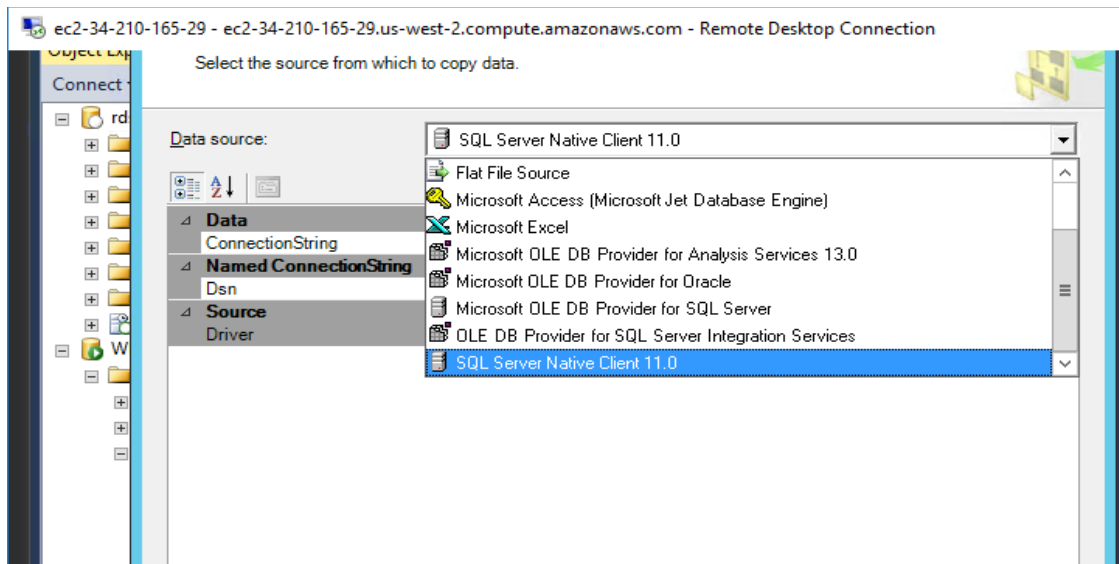 ec2-34-210-165-29 - ec2-34-210-165-29.us-west-2.compute.amazonaws.com - Remote Desktop Connection
Object Exp
Select the source from which to copy data.
Connect
rd
Data source:
SQL Server Native Client 11.0
Flat File Source
Microsoft Access (Microsoft Jet Database Engine)
Data
Microsoft Excel
ConnectionString
Microsoft OLE DB Provider for Analysis Services 13.0
Named ConnectionString
Microsoft OLE DB Provider for Oracle
Dsn
Microsoft OLE DB Provider for SQL Server
Source
Driver
OLE DB Provider for SQL Server Integration Services
W
SQL Server Native Client 11.0